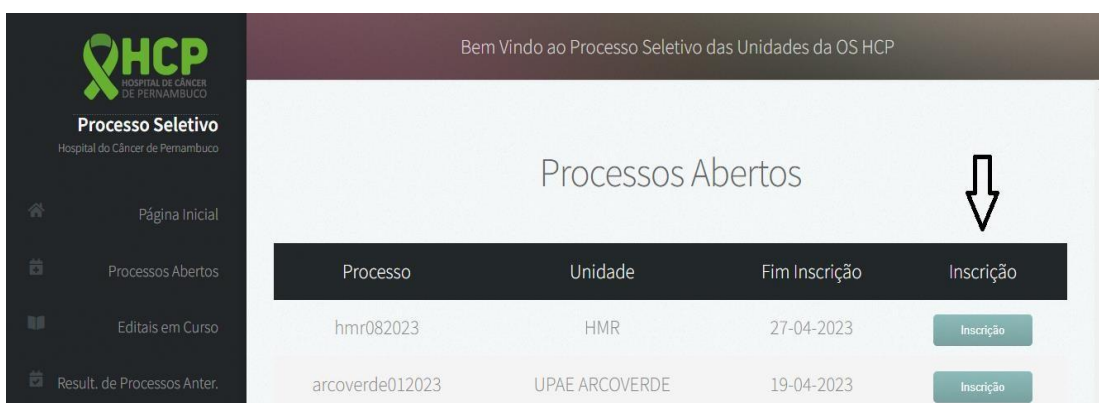 HCP
HOSPITAL DE CÂNCER
DE PERNAMBUCO
Processo Seletivo
Hospital do Câncer de Pernambuco
Página Inicial
Processos Abertos
Editais em Curso
Result. de Processos Anter.
Bem Vindo ao Processo Seletivo das Unidades da OS HCP
Processos Abertos
Processo Unidade Fim Inscrição Inscrição
hmr082023 HMR 27-04-2023 Inscrição
arcoverde012023 UPAE ARCOVERDE 19-04-2023 Inscrição